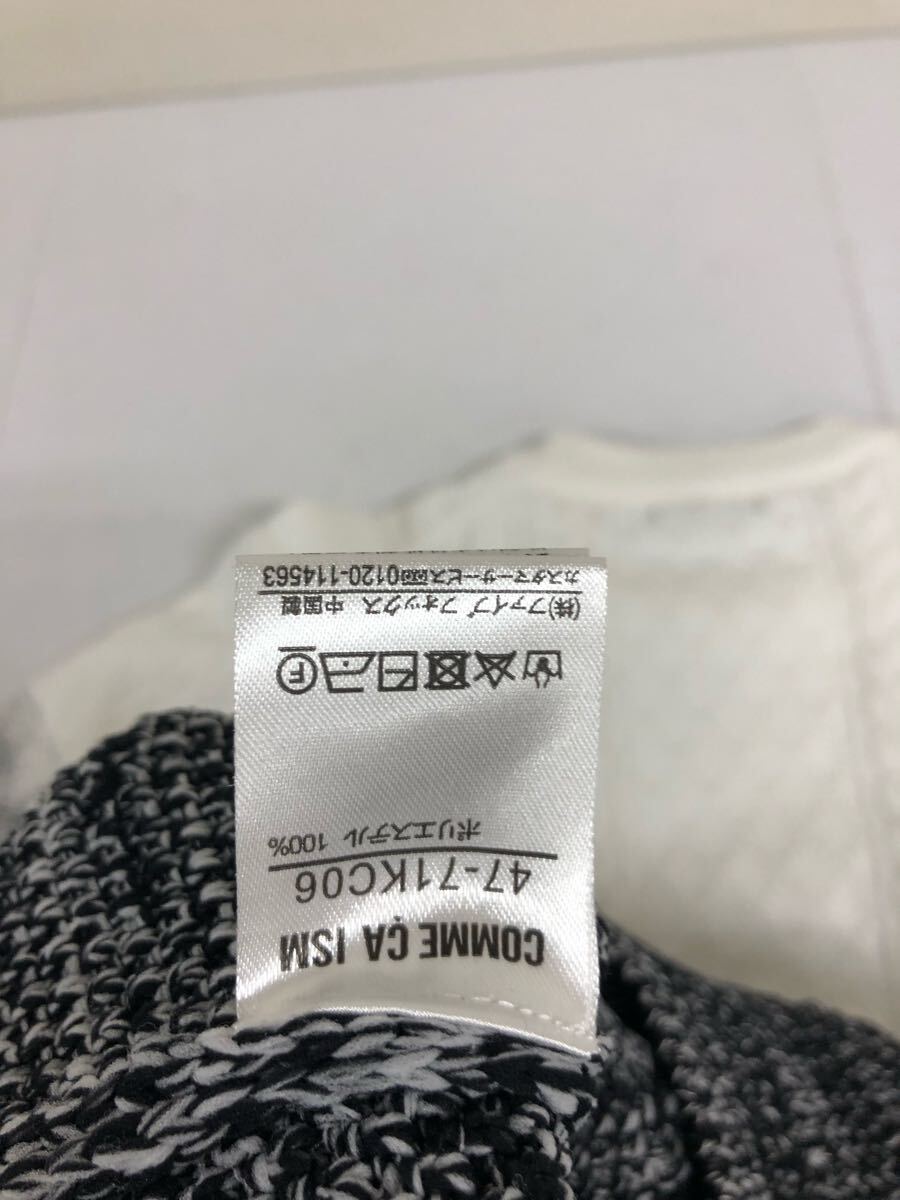 COMME ÇA ISM
47-71KC06
ポリエステル 100%
F
(株)ファイブ フォックス 中国製
カスタマーサービス 0120-114563